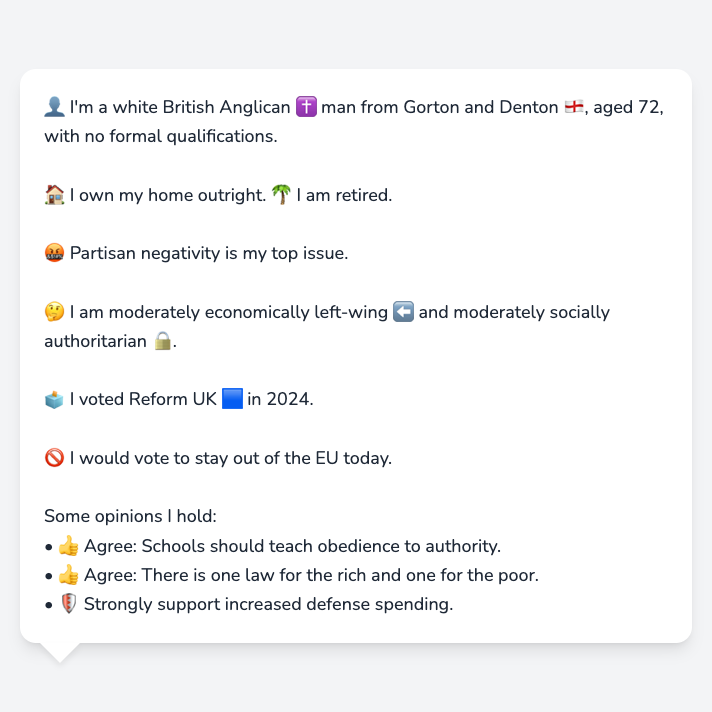 👤 I'm a white British Anglican ✝️ man from Gorton and Denton 🏴󠁧󠁢󠁥󠁮󠁧󠁿, aged 72,
with no formal qualifications.
🏠 I own my home outright. 🌴 I am retired.
🤬 Partisan negativity is my top issue.
🤔 I am moderately economically left-wing ⬅️ and moderately socially
authoritarian 🔒.
🗳️ I voted Reform UK 🟦 in 2024.
🚫 I would vote to stay out of the EU today.
Some opinions I hold:
• 👍 Agree: Schools should teach obedience to authority.
• 👍 Agree: There is one law for the rich and one for the poor.
• 🛡️ Strongly support increased defense spending.